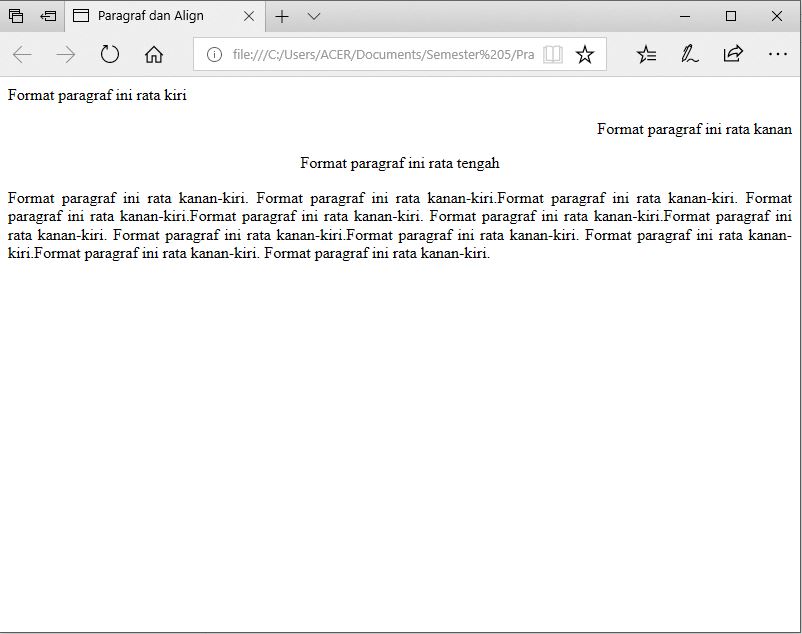 Paragraf dan Align
file:///C:/Users/ACER/Documents/Semester%205/Pra
Format paragraf ini rata kiri
Format paragraf ini rata kanan
Format paragraf ini rata tengah
Format paragraf ini rata kanan-kiri. Format paragraf ini rata kanan-kiri.Format paragraf ini rata kanan-kiri. Format
paragraf ini rata kanan-kiri.Format paragraf ini rata kanan-kiri. Format paragraf ini rata kanan-kiri.Format paragraf ini
rata kanan-kiri. Format paragraf ini rata kanan-kiri.Format paragraf ini rata kanan-kiri. Format paragraf ini rata kanan-
kiri.Format paragraf ini rata kanan-kiri. Format paragraf ini rata kanan-kiri.